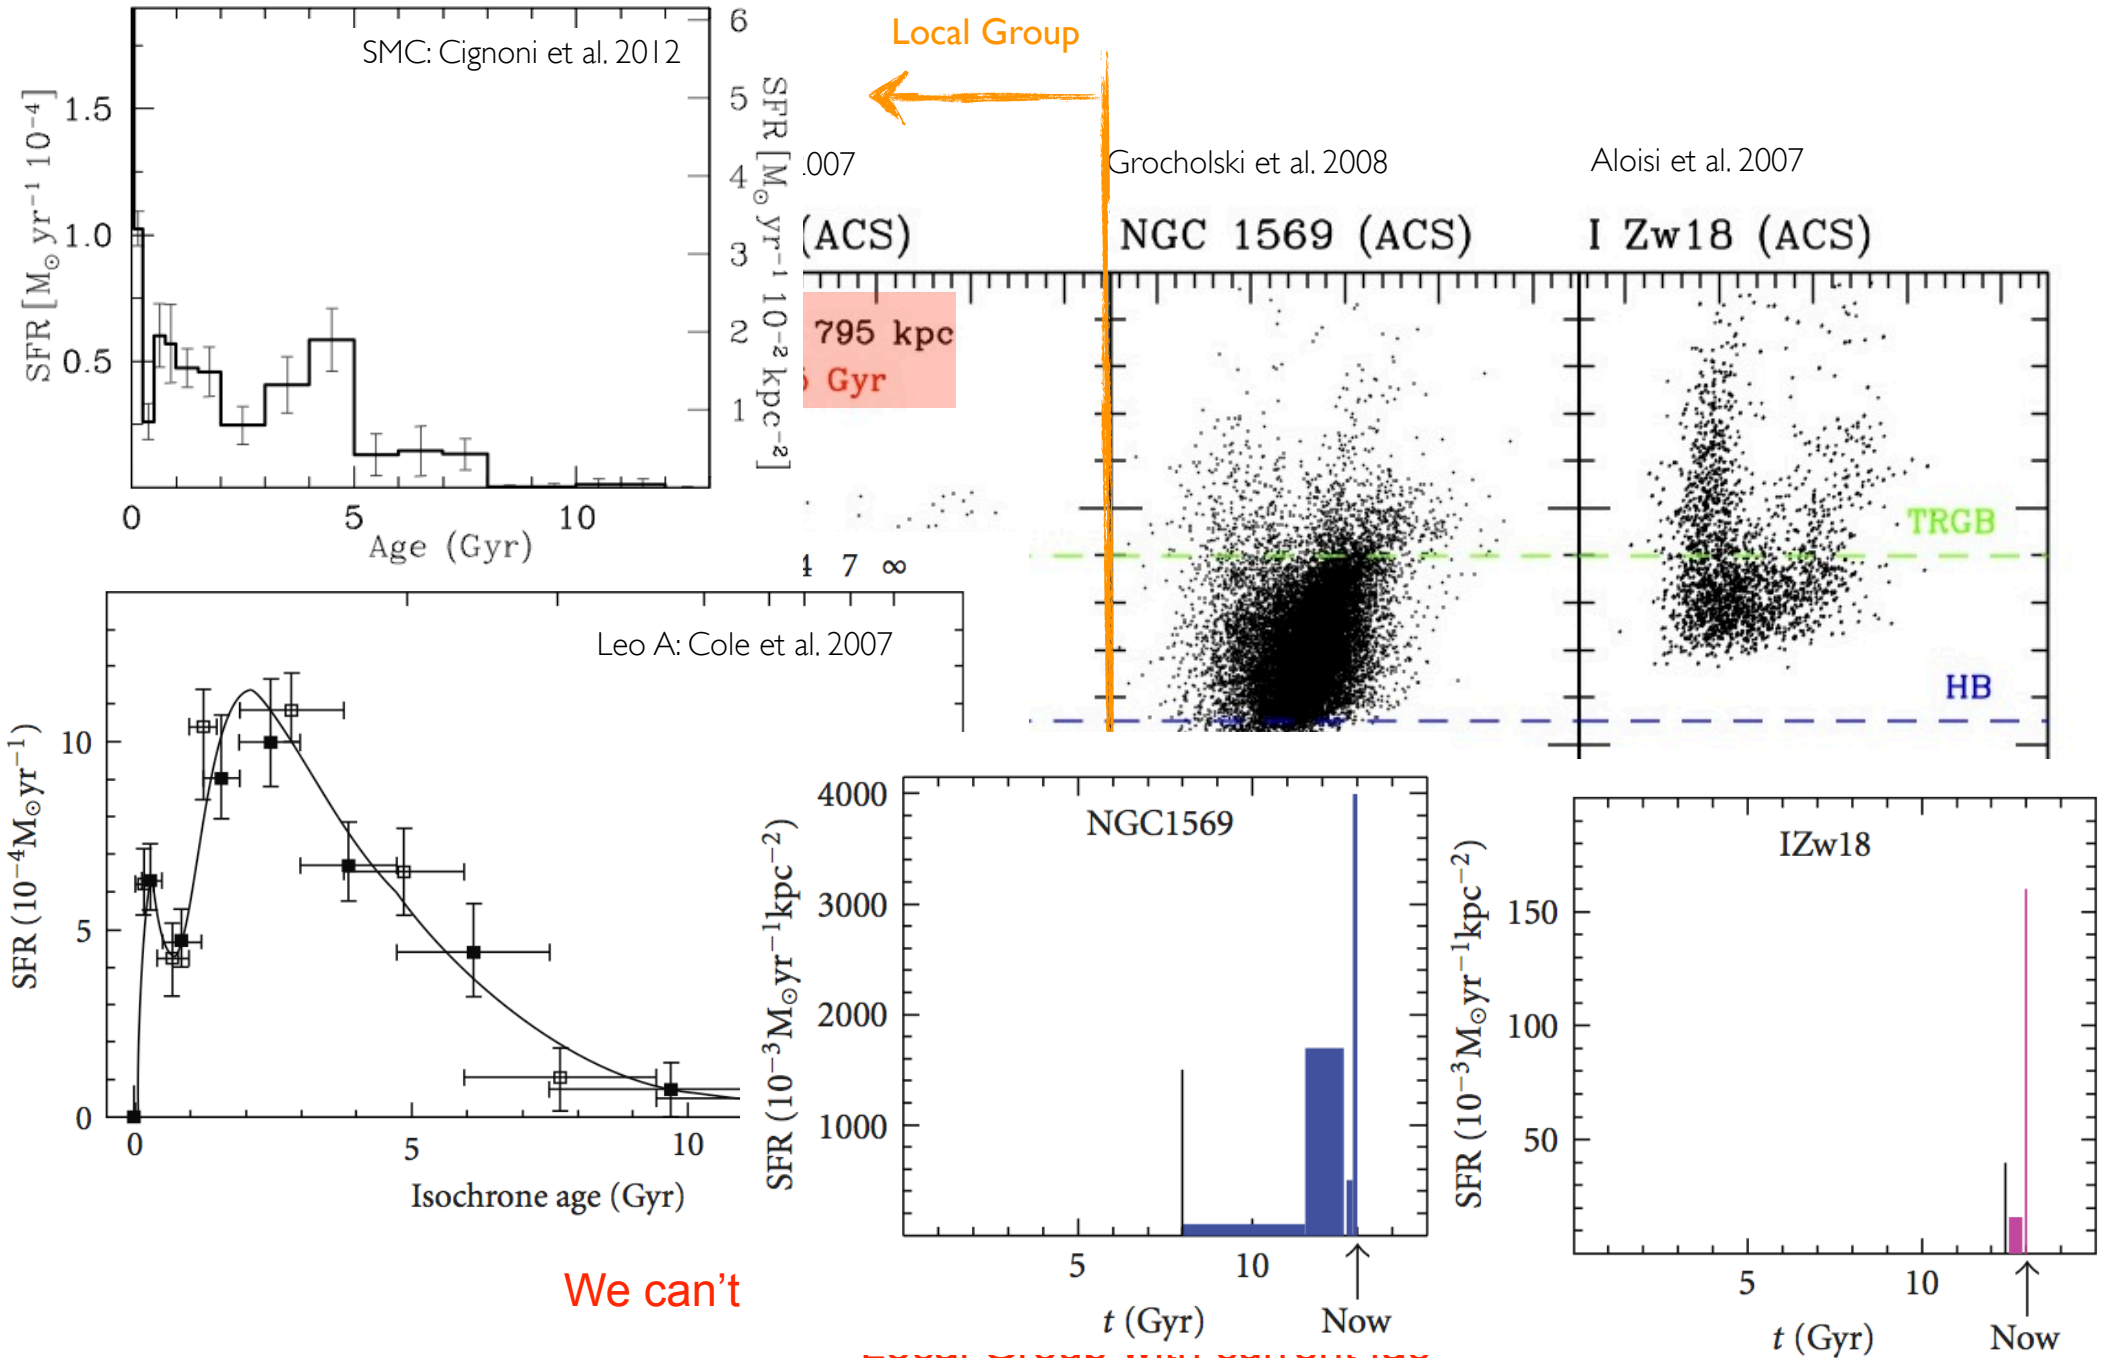 SMC: Cignoni et al. 2012
SFR [M⊙ yr⁻¹ 10⁻⁴]
1.5
1.0
0.5
0 5 10
Age (Gyr)
6
5
4
3
2
1
SFR [M⊙ yr⁻¹ 10⁻² kpc⁻²]
Local Group
007
Grocholski et al. 2008
Aloisi et al. 2007
(ACS)
NGC 1569 (ACS)
I Zw18 (ACS)
795 kpc
Gyr
TRGB
HB
4 7 ∞
Leo A: Cole et al. 2007
SFR (10⁻⁴M⊙yr⁻¹)
10
5
0
0 5 10
Isochrone age (Gyr)
NGC1569
SFR (10⁻³M⊙yr⁻¹kpc⁻²)
4000
3000
2000
1000
5 10
t (Gyr)
Now
IZw18
SFR (10⁻³M⊙yr⁻¹kpc⁻²)
150
100
50
5 10
t (Gyr)
Now
We can't